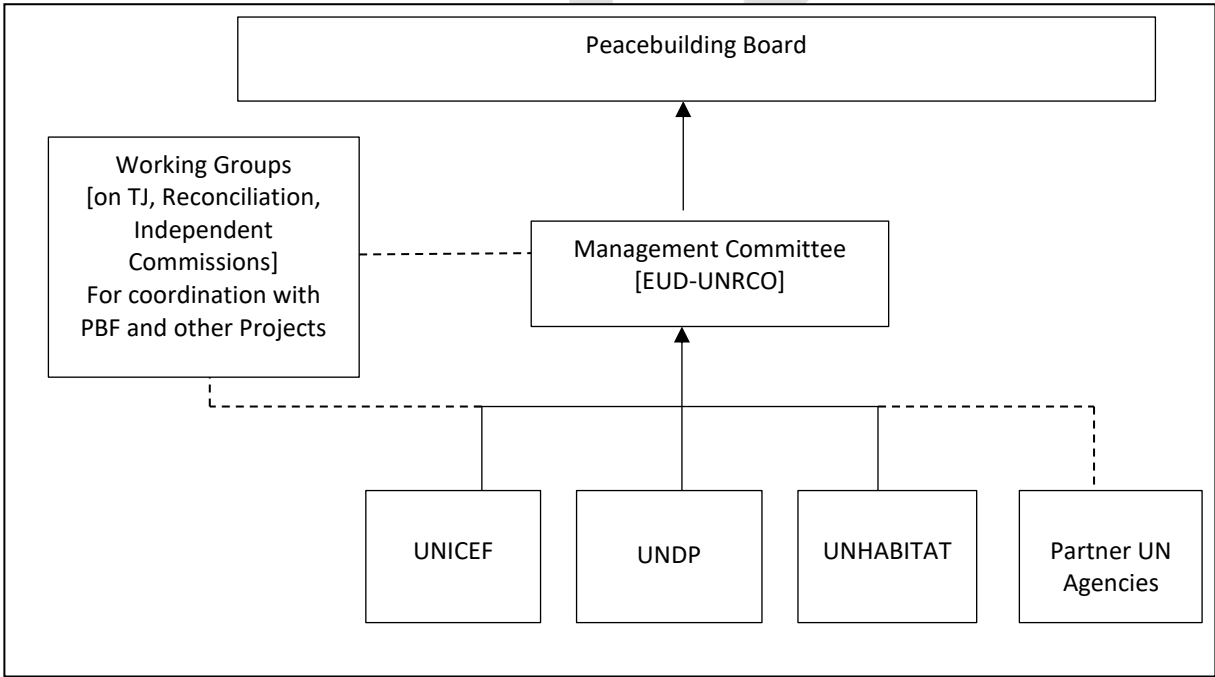 Peacebuilding Board
Working Groups
[on TJ, Reconciliation,
Independent
Commissions]
For coordination with
PBF and other Projects
Management Committee
[EUD-UNRCO]
UNICEF
UNDP
UNHABITAT
Partner UN
Agencies